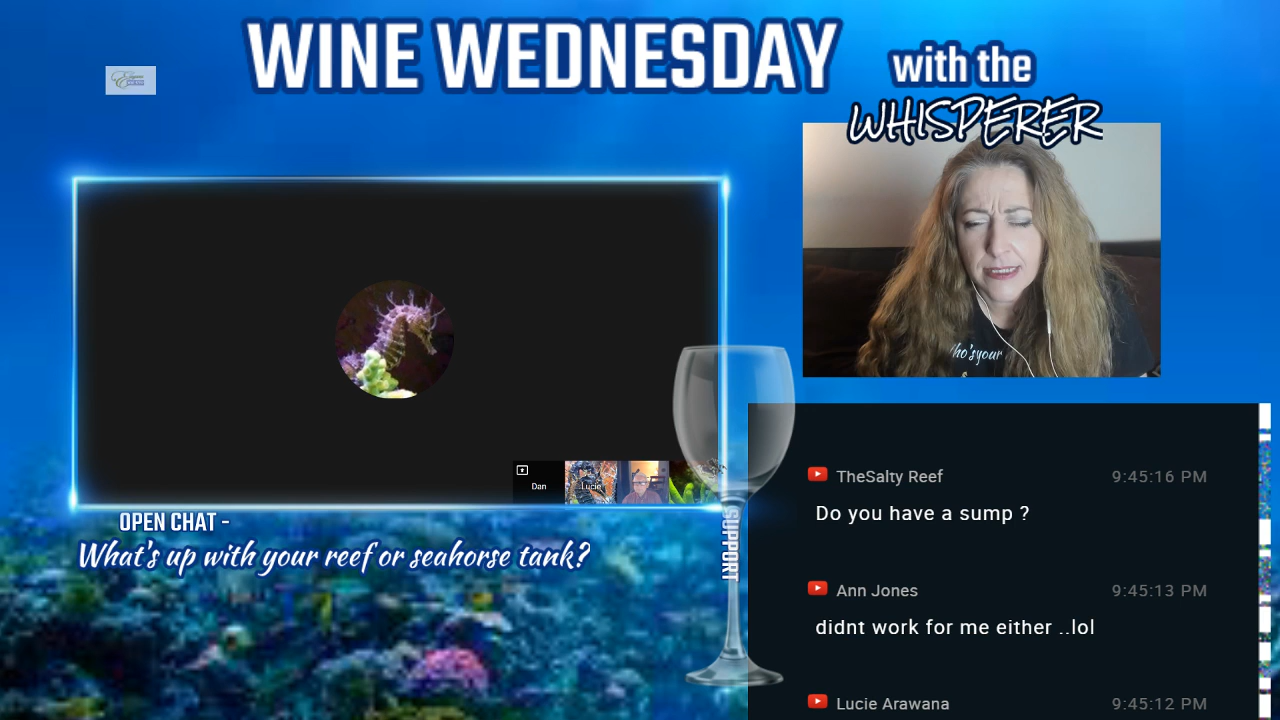 WINE WEDNESDAY
with the
WHISPERER
Dan
Lucie
OPEN CHAT -
What's up with your reef or seahorse tank?
SUPPORT
TheSalty Reef 9:45:16 PM
Do you have a sump ?
Ann Jones 9:45:13 PM
didnt work for me either ..lol
Lucie Arawana 9:45:12 PM